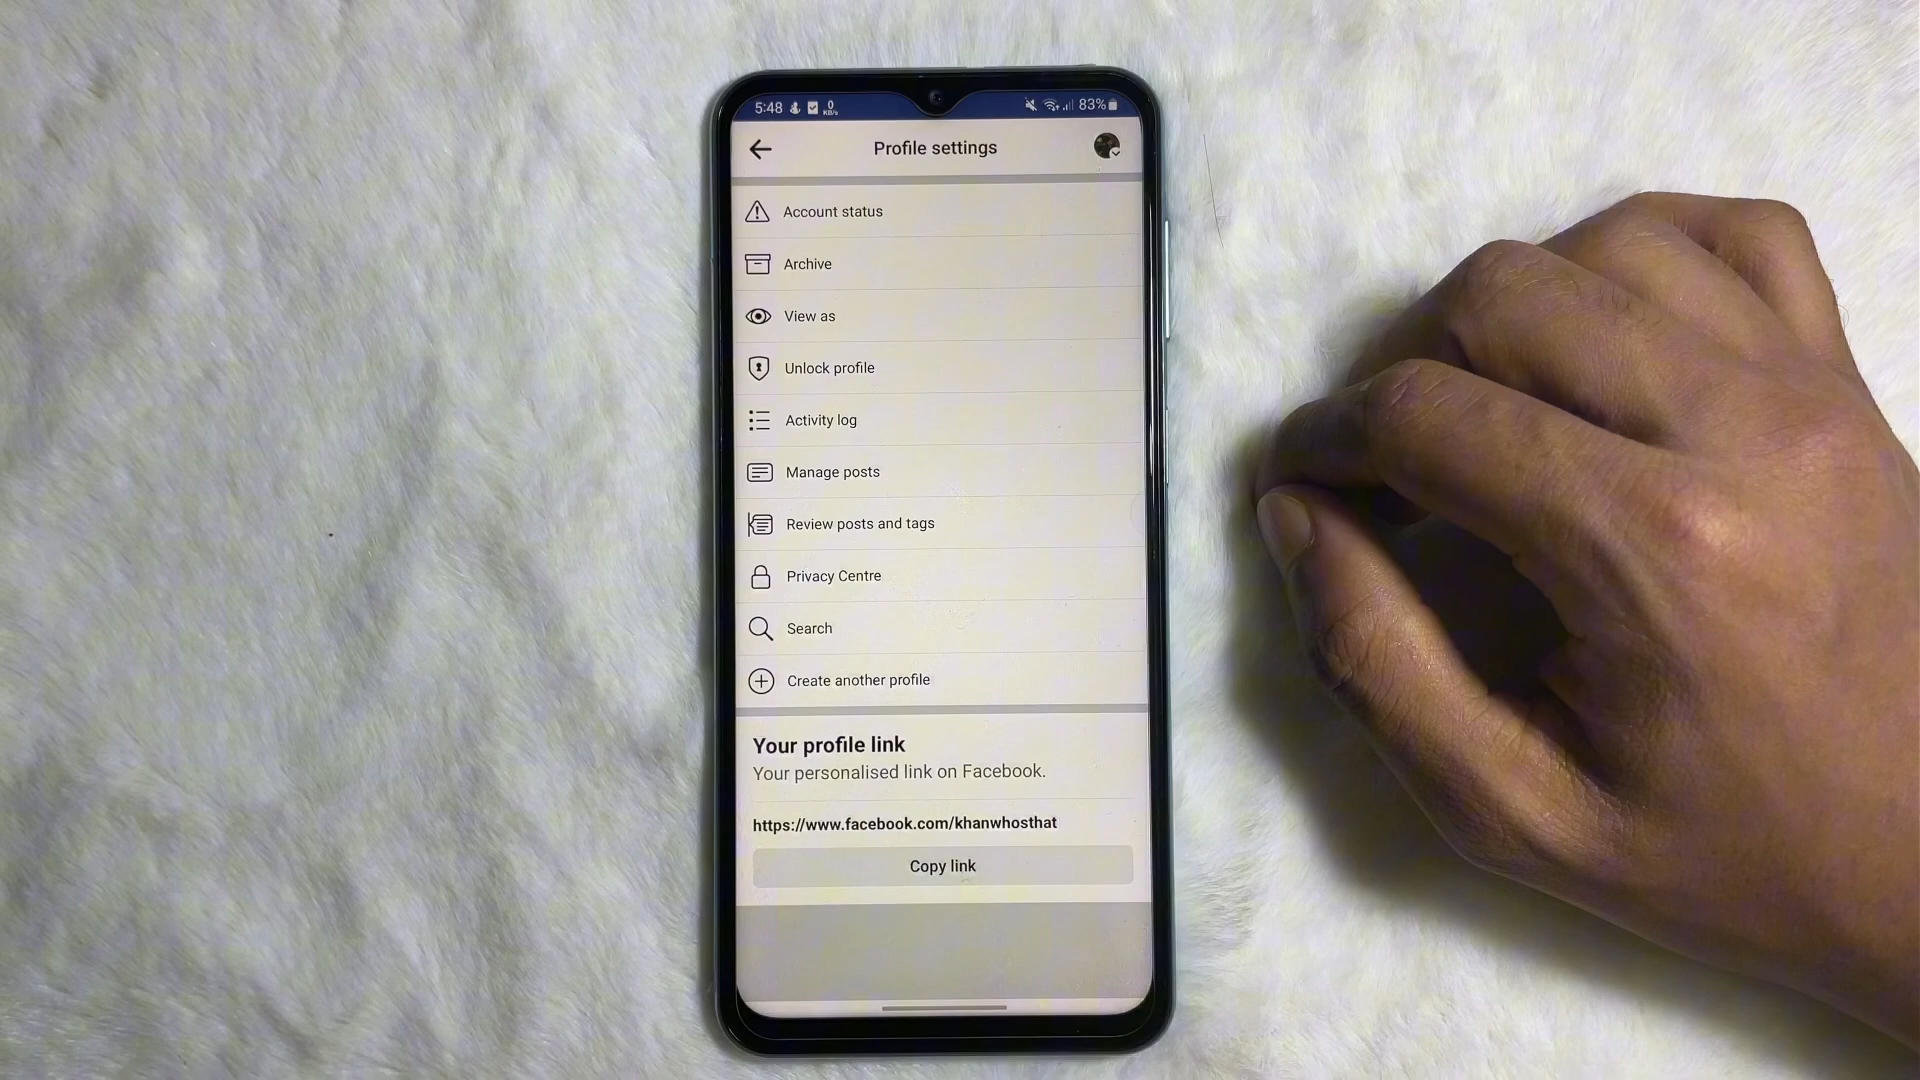 5:48 0 KB/s 83%
Profile settings
Account status
Archive
View as
Unlock profile
Activity log
Manage posts
Review posts and tags
Privacy Centre
Search
Create another profile
Your profile link
Your personalised link on Facebook.
https://www.facebook.com/khanwhosthat
Copy link